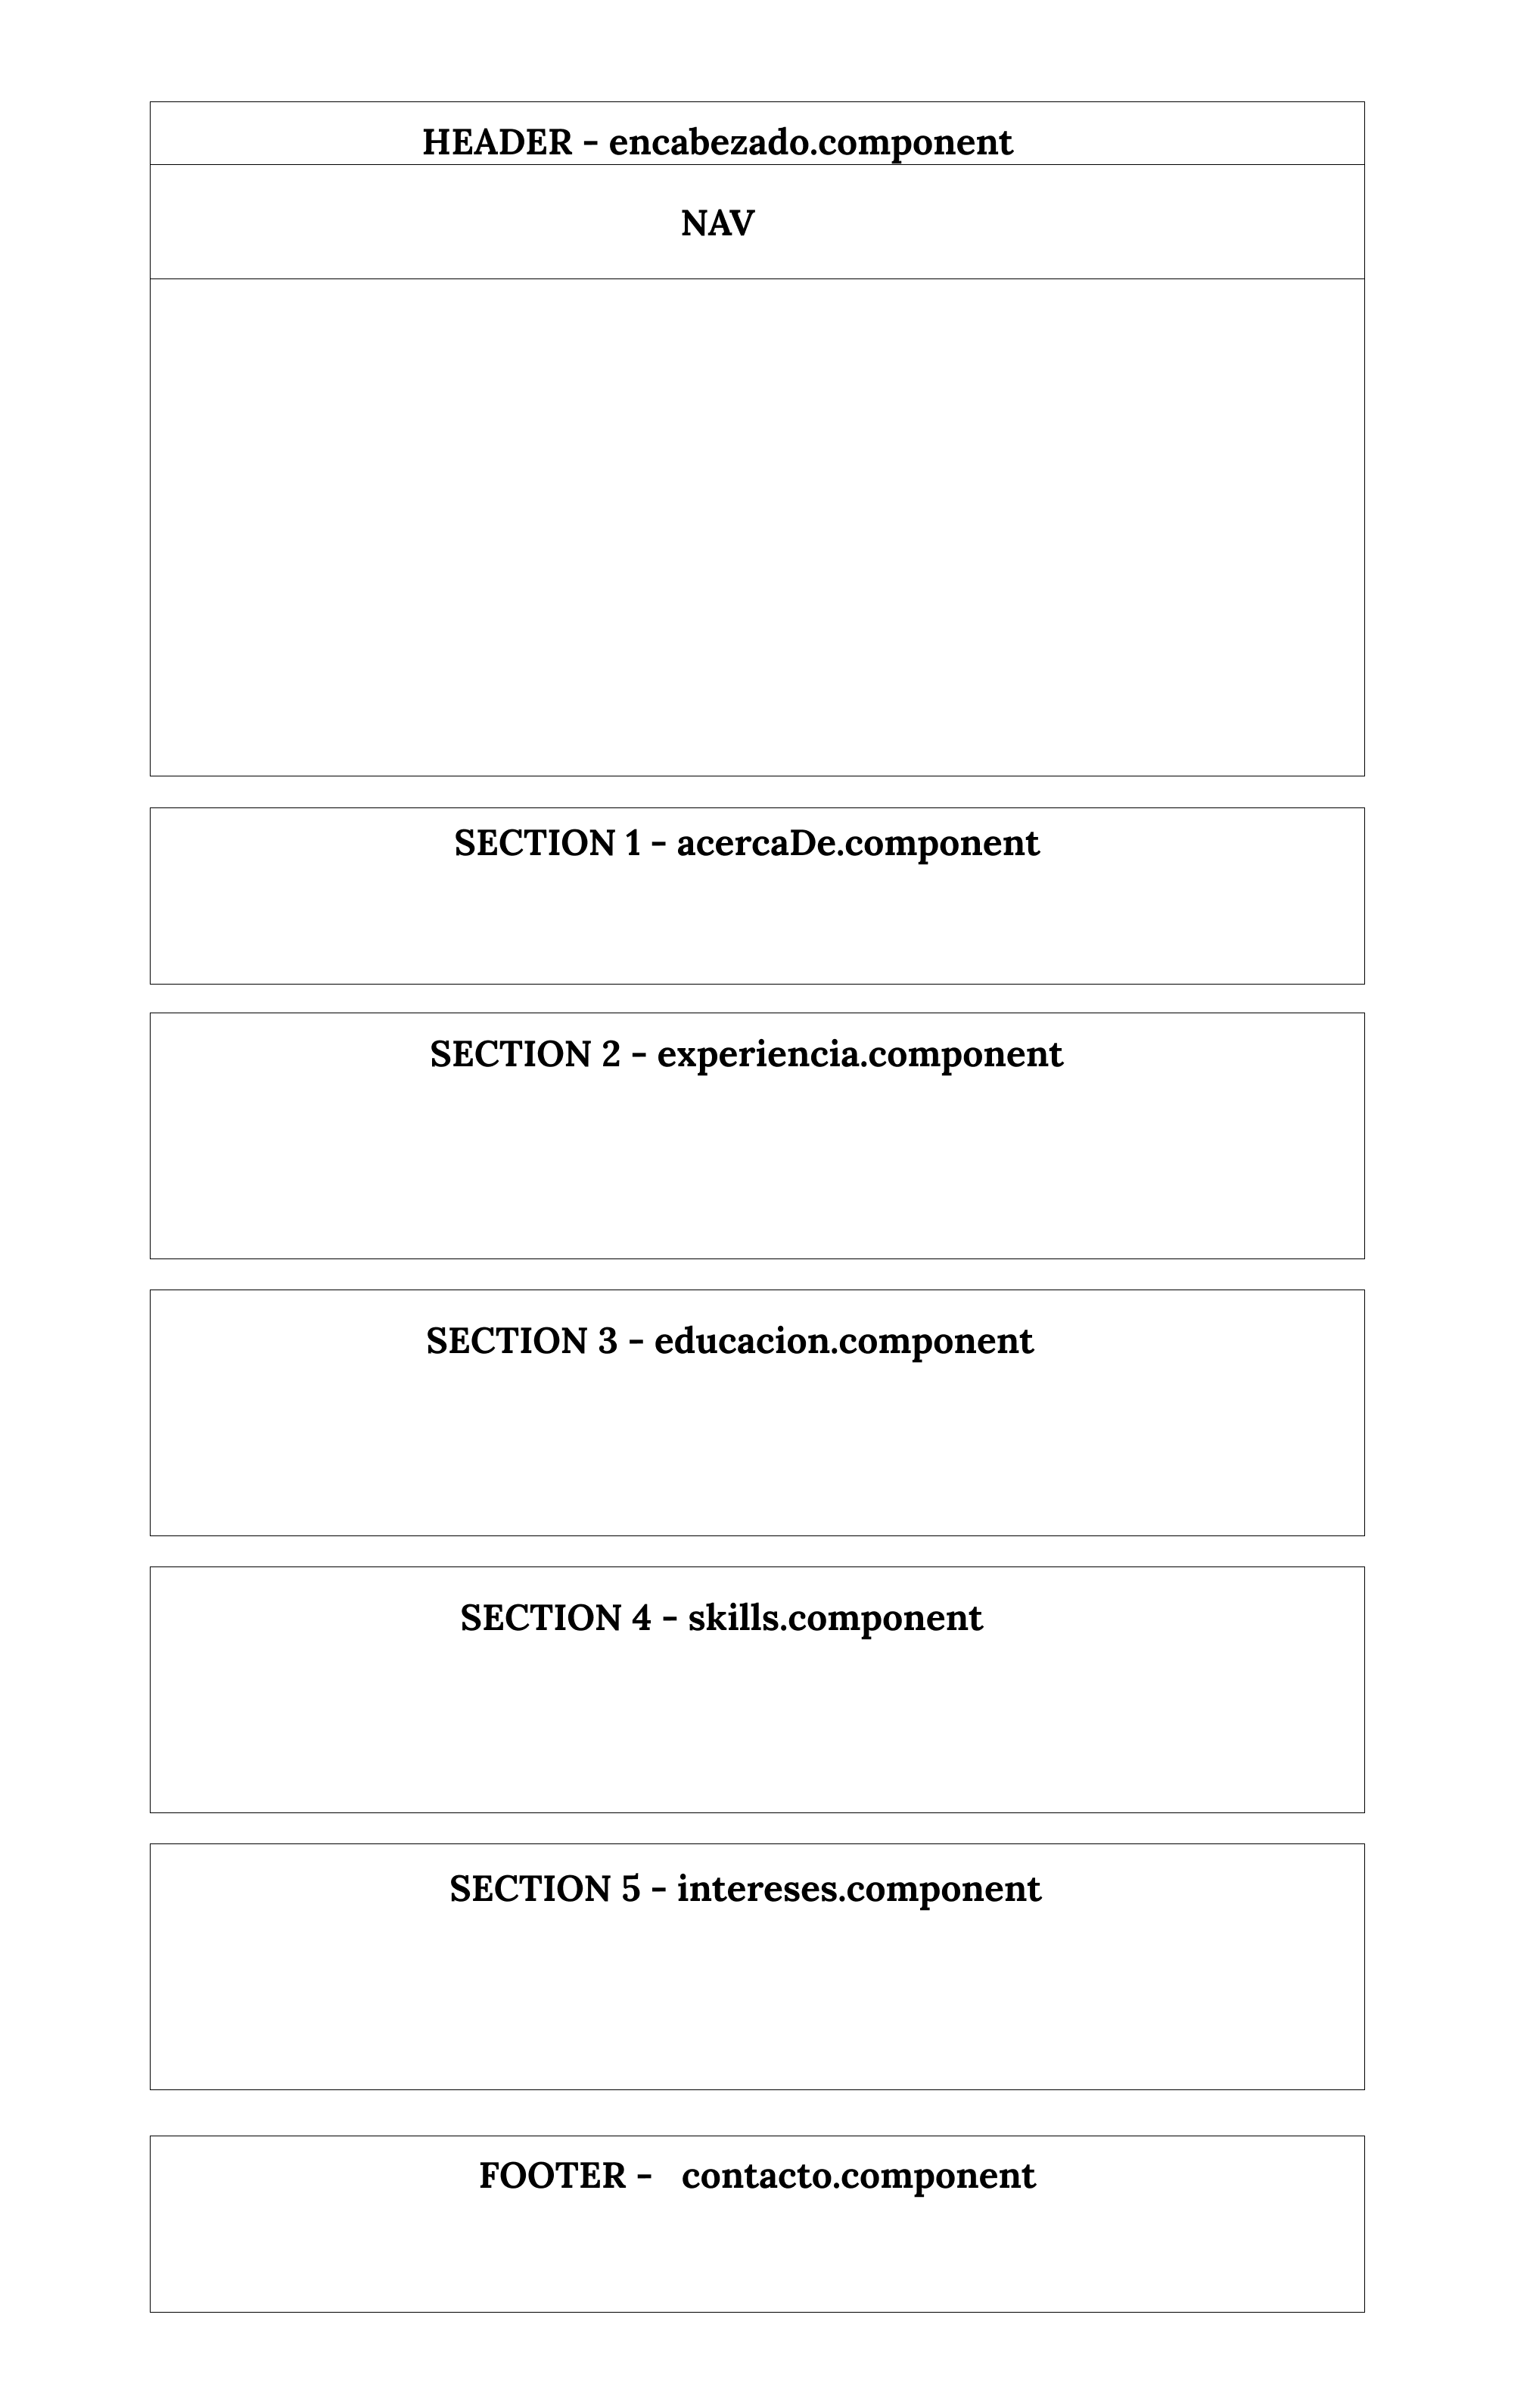 HEADER - encabezado.component
NAV
SECTION 1 - acercaDe.component
SECTION 2 - experiencia.component
SECTION 3 - educacion.component
SECTION 4 - skills.component
SECTION 5 - intereses.component
FOOTER - contacto.component